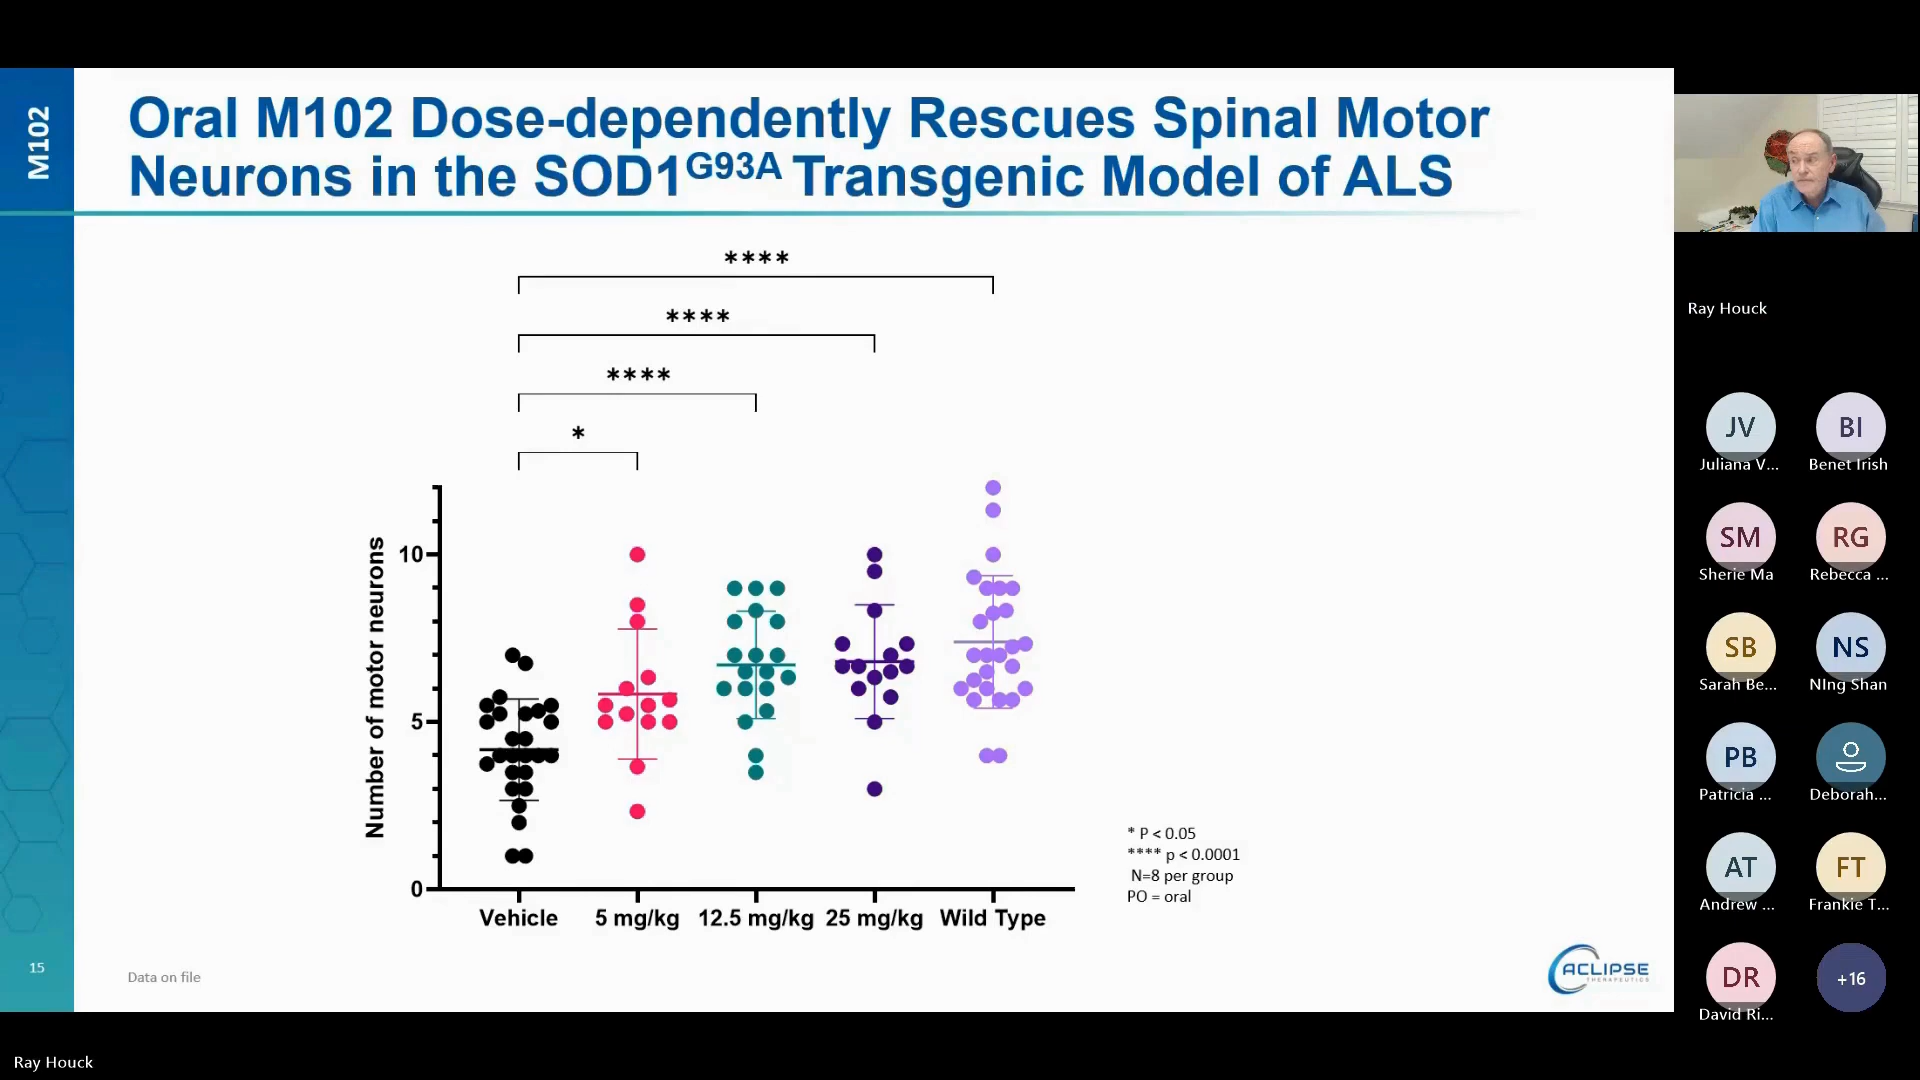 M102
Oral M102 Dose-dependently Rescues Spinal Motor
Neurons in the SOD1G93A Transgenic Model of ALS
****
****
****
*
Number of motor neurons
10
5
0
Vehicle 5 mg/kg 12.5 mg/kg 25 mg/kg Wild Type
* P < 0.05
**** p < 0.0001
N=8 per group
PO = oral
15
Data on file
ACLIPSE
THERAPEUTICS
Ray Houck
JV BI
Juliana V... Benet Irish
SM RG
Sherie Ma Rebecca ...
SB NS
Sarah Be... NIng Shan
PB
Patricia ... Deborah...
AT FT
Andrew ... Frankie T...
DR +16
David Ri...
Ray Houck